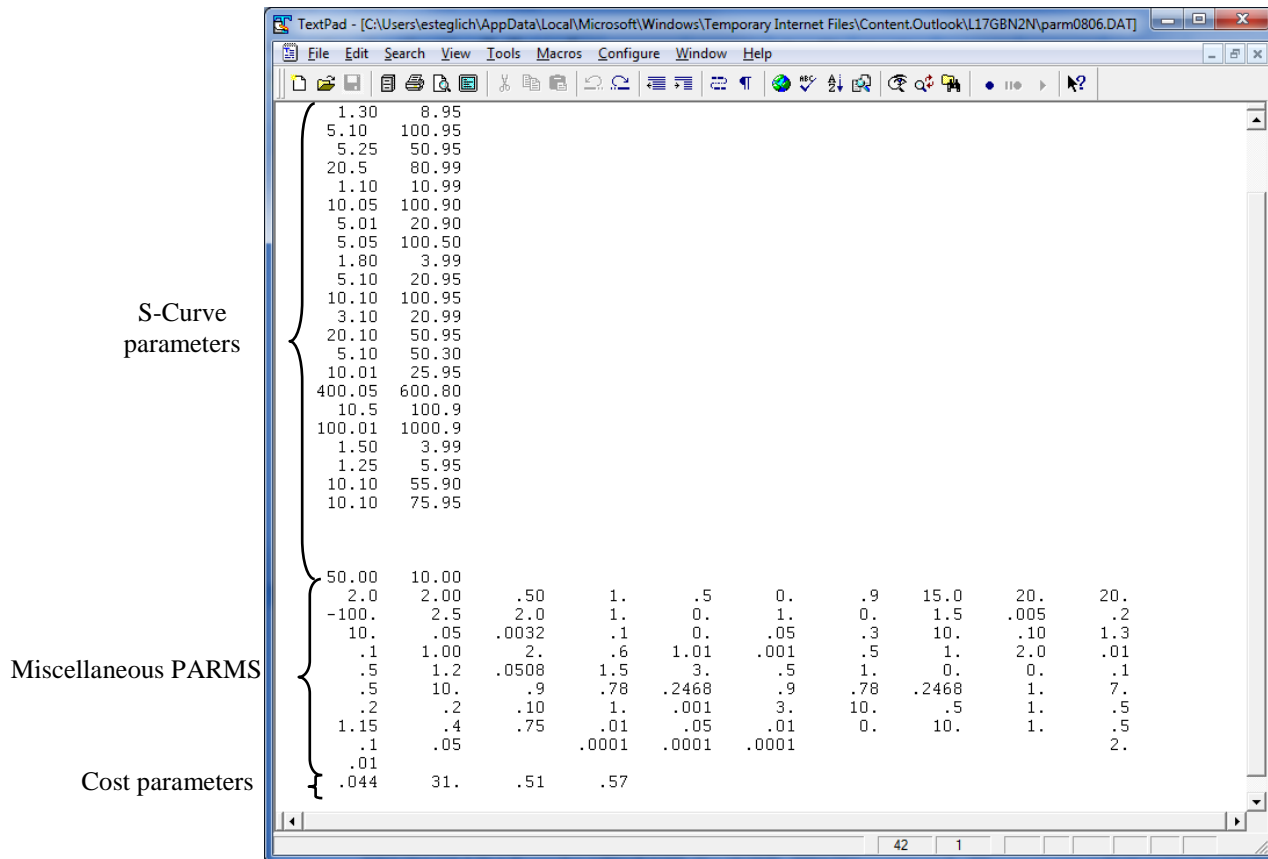 TextPad - [C:\Users\esteglich\AppData\Local\Microsoft\Windows\Temporary Internet Files\Content.Outlook\L17GBN2N\parm0806.DAT]
File Edit Search View Tools Macros Configure Window Help
1.30 8.95
5.10 100.95
5.25 50.95
20.5 80.99
1.10 10.99
10.05 100.90
5.01 20.90
5.05 100.50
1.80 3.99
5.10 20.95
10.10 100.95
3.10 20.99
20.10 50.95
5.10 50.30
10.01 25.95
400.05 600.80
10.5 100.9
100.01 1000.9
1.50 3.99
1.25 5.95
10.10 55.90
10.10 75.95
S-Curve
parameters
50.00 10.00
2.0 2.00 .50 1. .5 0. .9 15.0 20. 20.
-100. 2.5 2.0 1. 0. 1. 0. 1.5 .005 .2
10. .05 .0032 .1 0. .05 .3 10. .10 1.3
.1 1.00 2. .6 1.01 .001 .5 1. 2.0 .01
.5 1.2 .0508 1.5 3. .5 1. 0. 0. .1
.5 10. .9 .78 .2468 .9 .78 .2468 1. 7.
.2 .2 .10 1. .001 3. 10. .5 1. .5
1.15 .4 .75 .01 .05 .01 0. 10. 1. .5
.1 .05 .0001 .0001 .0001 2.
.01
Miscellaneous PARMS
Cost parameters
.044 31. .51 .57
42 1